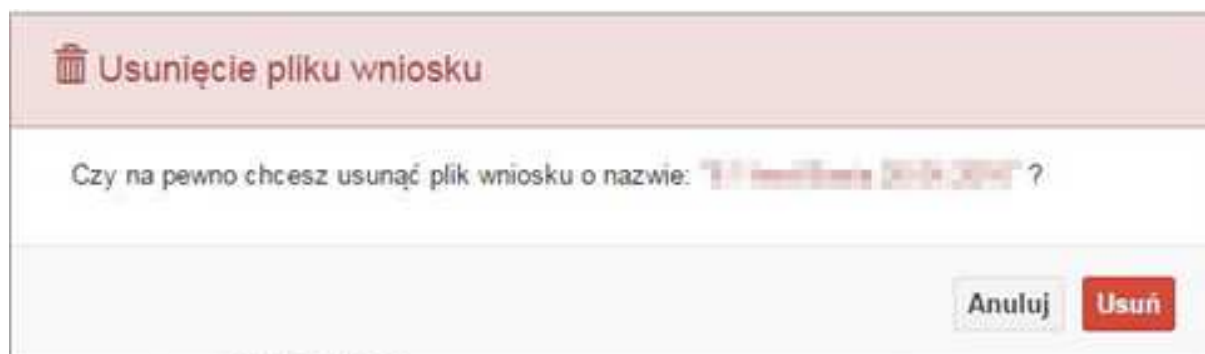 Usunięcie pliku wniosku
Czy na pewno chcesz usunąć plik wniosku o nazwie: ?
Anuluj Usuń